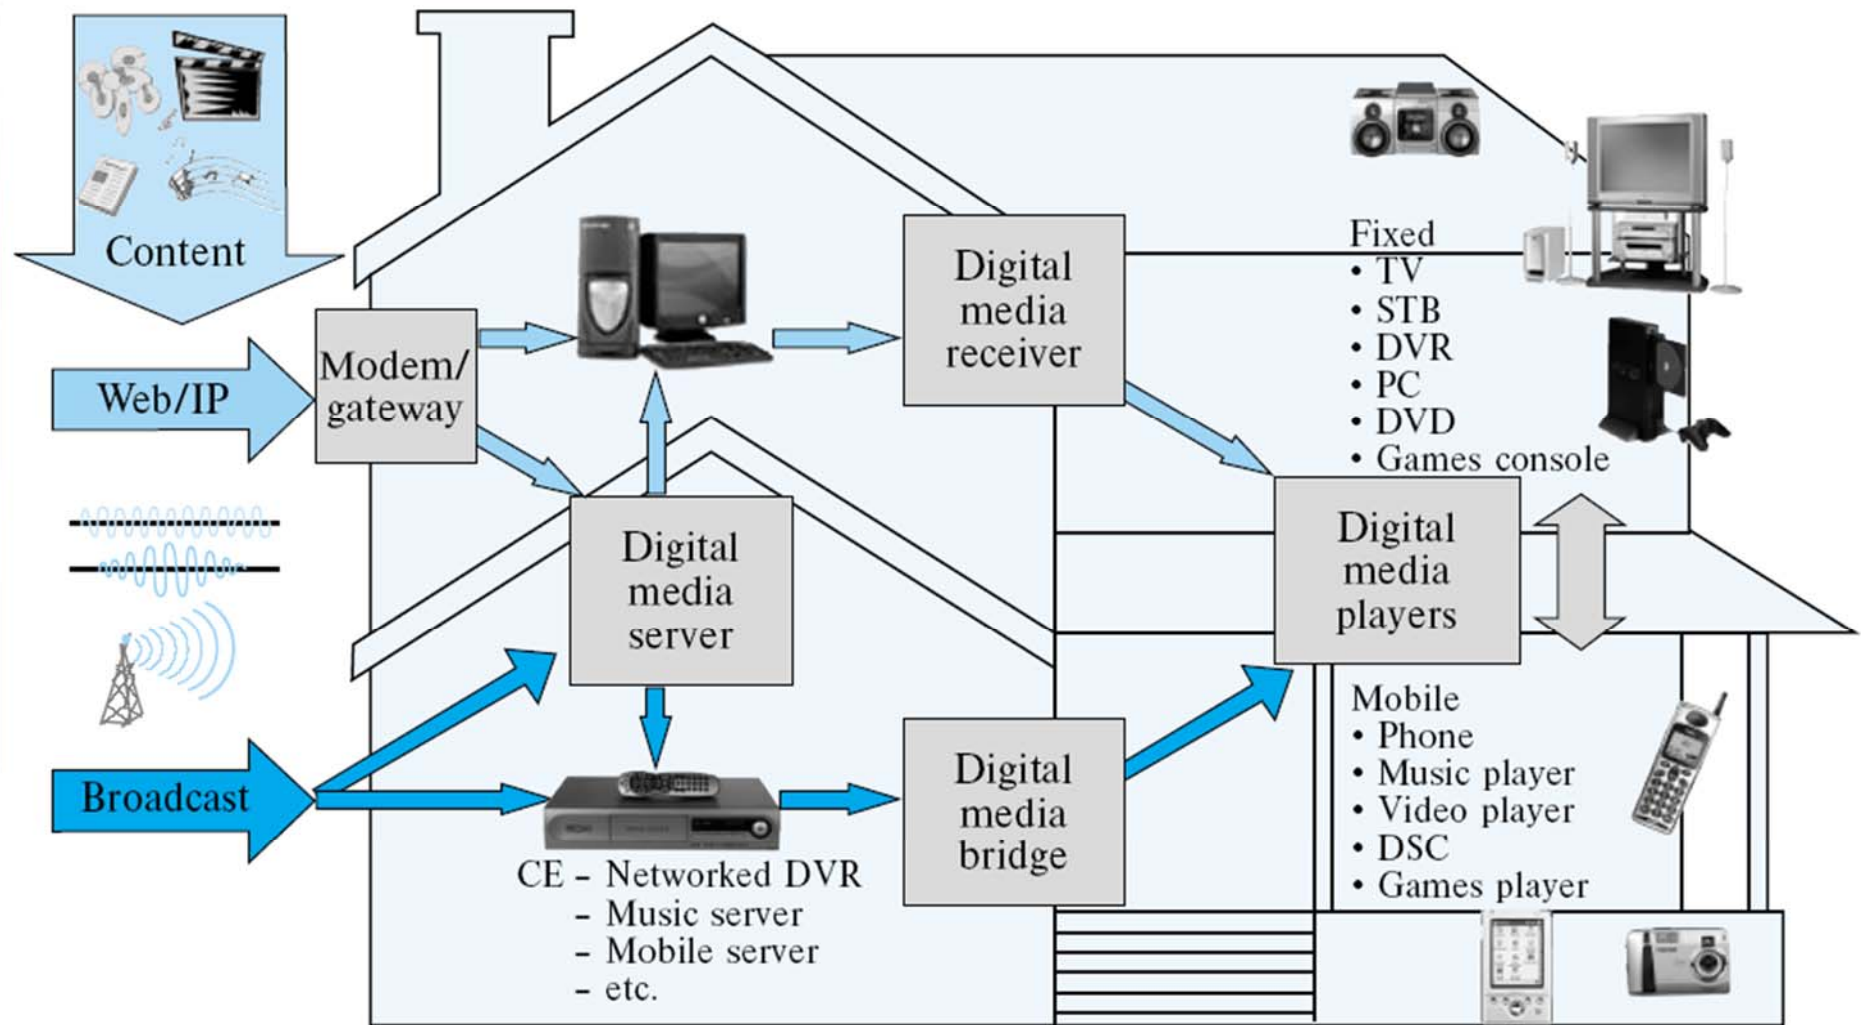 Content
Web/IP
Modem/
gateway
Broadcast
Digital
media
server
CE – Networked DVR
– Music server
– Mobile server
– etc.
Digital
media
receiver
Digital
media
bridge
Fixed
• TV
• STB
• DVR
• PC
• DVD
• Games console
Digital
media
players
Mobile
• Phone
• Music player
• Video player
• DSC
• Games player